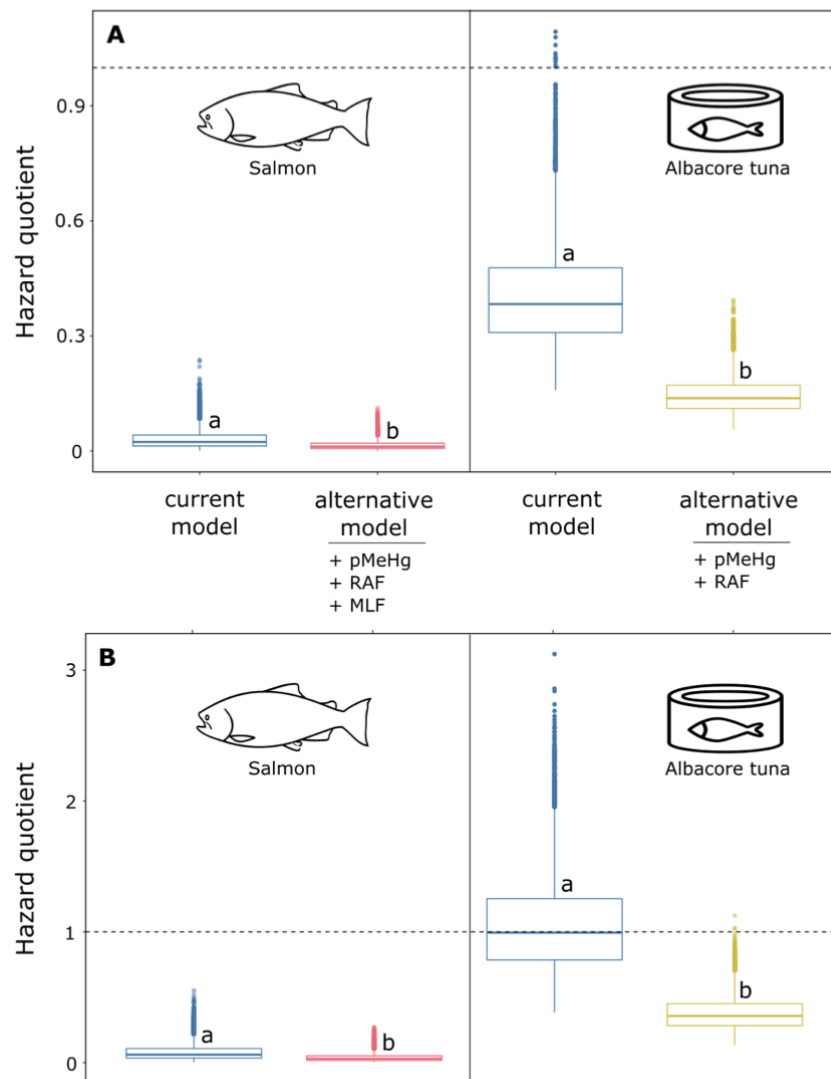 A
Hazard quotient
0.9
0.6
0.3
0
Salmon
Albacore tuna
a
b
a
b
current
model
alternative
model
+ pMeHg
+ RAF
+ MLF
current
model
alternative
model
+ pMeHg
+ RAF
B
Hazard quotient
3
2
1
0
Salmon
Albacore tuna
a
b
a
b